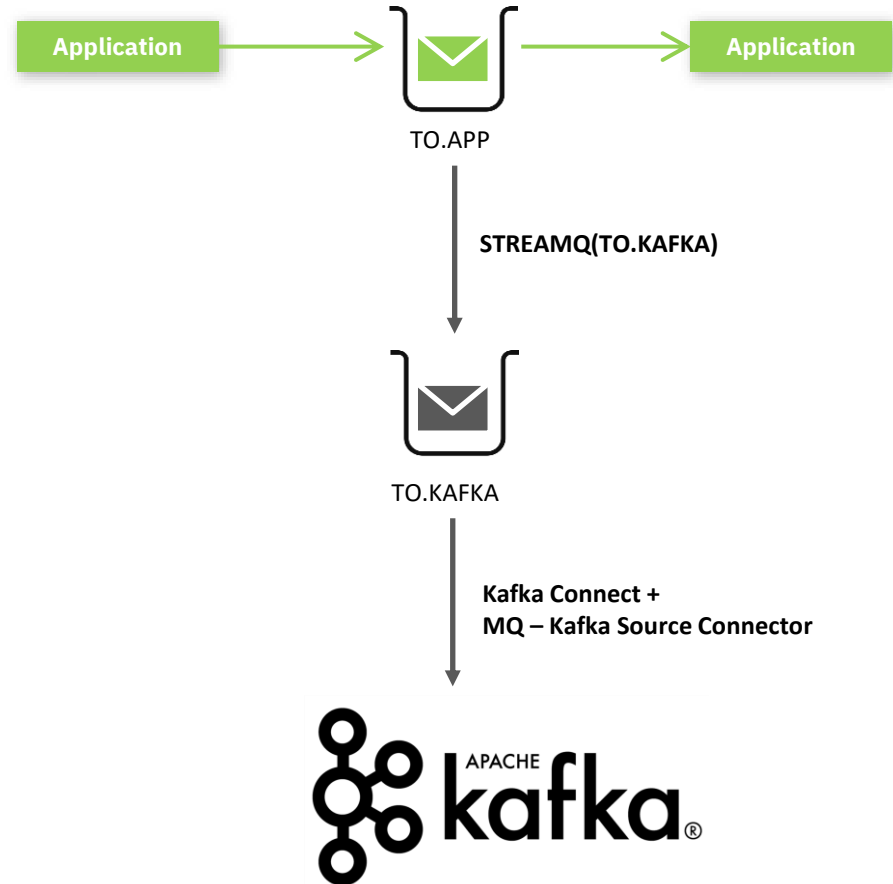 Application
Application
TO.APP
STREAMQ(TO.KAFKA)
TO.KAFKA
Kafka Connect +
MQ – Kafka Source Connector
APACHE
kafka®